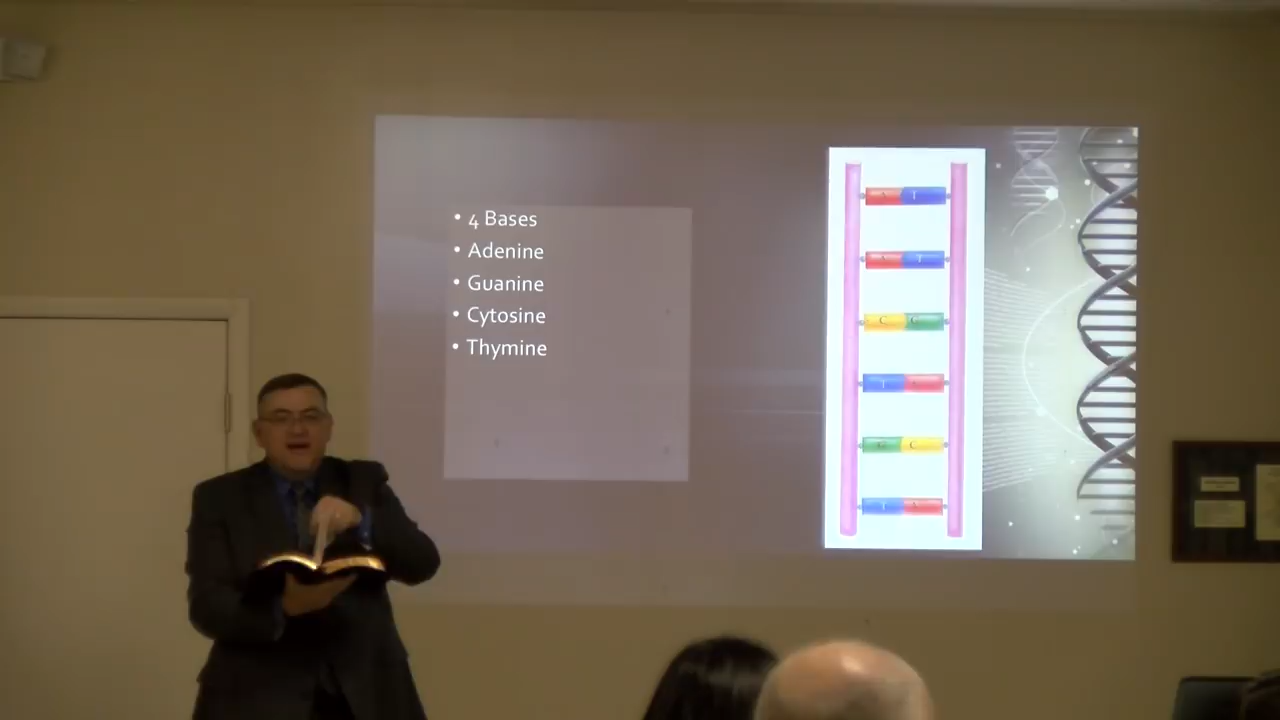 • 4 Bases
• Adenine
• Guanine
• Cytosine
• Thymine
A T
A T
C G
T A
G C
T A